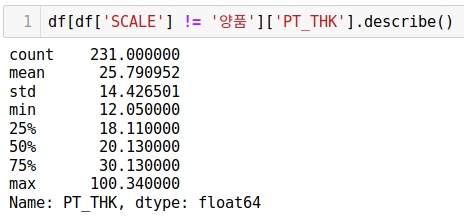 1 df[df['SCALE'] != '양품']['PT_THK'].describe()
count 231.000000
mean 25.790952
std 14.426501
min 12.050000
25% 18.110000
50% 20.130000
75% 30.130000
max 100.340000
Name: PT_THK, dtype: float64